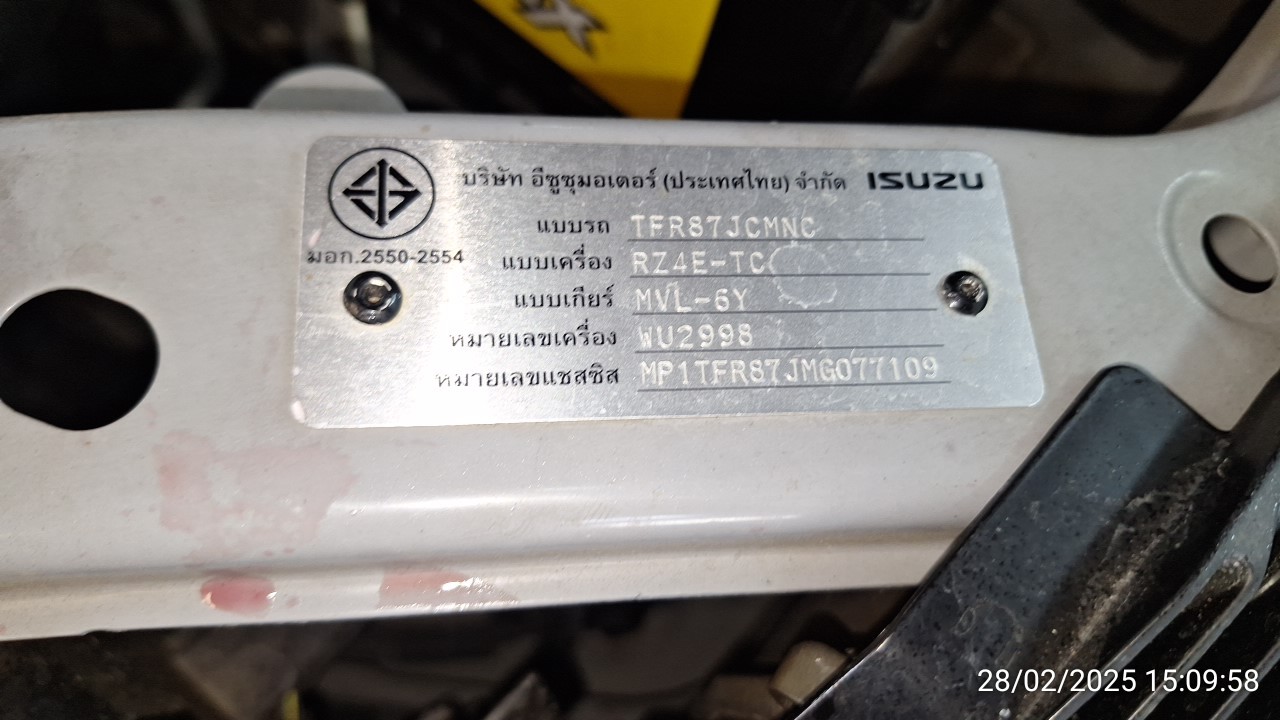 บริษัท อีซูซุมอเตอร์ (ประเทศไทย) จำกัด ISUZU
แบบรถ TFR87JCMNC
มอก.2550-2554
แบบเครื่อง RZ4E-TC
แบบเกียร์ MVL-6Y
หมายเลขเครื่อง WU2998
หมายเลขแชสซิส MP1TFR87JMG077109
28/02/2025 15:09:58